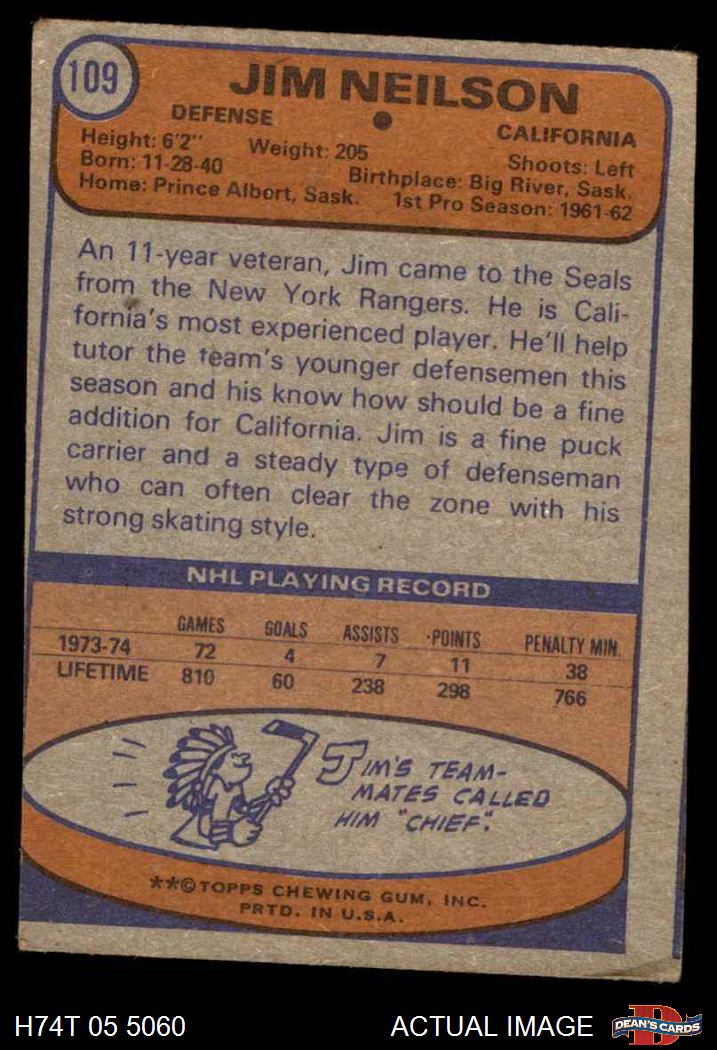 109
JIM NEILSON
DEFENSE
CALIFORNIA
Height: 6'2" Weight: 205 Shoots: Left
Born: 11-28-40 Birthplace: Big River, Sask.
Home: Prince Albert, Sask. 1st Pro Season: 1961-62
An 11-year veteran, Jim came to the Seals
from the New York Rangers. He is Cali-
fornia's most experienced player. He'll help
tutor the team's younger defensemen this
season and his know how should be a fine
addition for California. Jim is a fine puck
carrier and a steady type of defenseman
who can often clear the zone with his
strong skating style.
NHL PLAYING RECORD
GAMES GOALS ASSISTS POINTS PENALTY MIN.
1973-74 72 4 7 11 38
LIFETIME 810 60 238 298 766
JIM'S TEAM-
MATES CALLED
HIM "CHIEF".
**©TOPPS CHEWING GUM, INC.
PRTD. IN U.S.A.
H74T 05 5060 ACTUAL IMAGE D DEAN'S CARDS